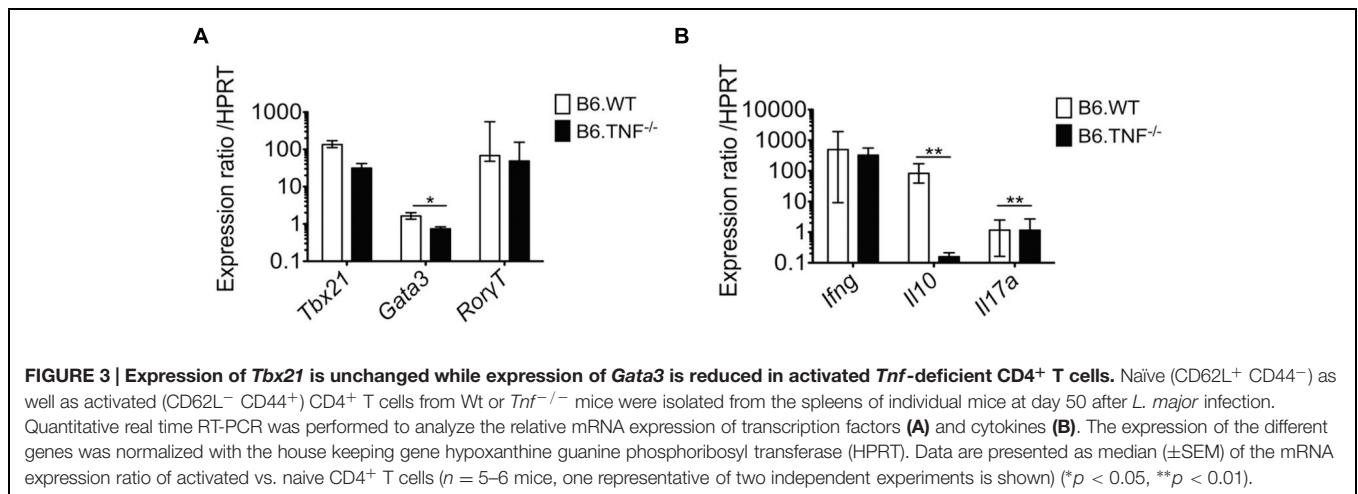 A
Expression ratio /HPRT
1000
100
10
1
0.1
Tbx21
Gata3
RorγT
*
B6.WT
B6.TNF-/-
B
Expression ratio /HPRT
10000
1000
100
10
1
0.1
Ifng
Il10
Il17a
**
**
B6.WT
B6.TNF-/-
FIGURE 3 | Expression of Tbx21 is unchanged while expression of Gata3 is reduced in activated Tnf-deficient CD4+ T cells. Naïve (CD62L+ CD44−) as
well as activated (CD62L− CD44+) CD4+ T cells from Wt or Tnf−/− mice were isolated from the spleens of individual mice at day 50 after L. major infection.
Quantitative real time RT-PCR was performed to analyze the relative mRNA expression of transcription factors (A) and cytokines (B). The expression of the different
genes was normalized with the house keeping gene hypoxanthine guanine phosphoribosyl transferase (HPRT). Data are presented as median (±SEM) of the mRNA
expression ratio of activated vs. naive CD4+ T cells (n = 5–6 mice, one representative of two independent experiments is shown) (*p < 0.05, **p < 0.01).